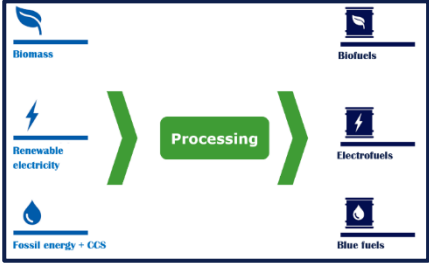 Biomass
Biofuels
Processing
Renewable
electricity
Electrofuels
Fossil energy + CCS
Blue fuels